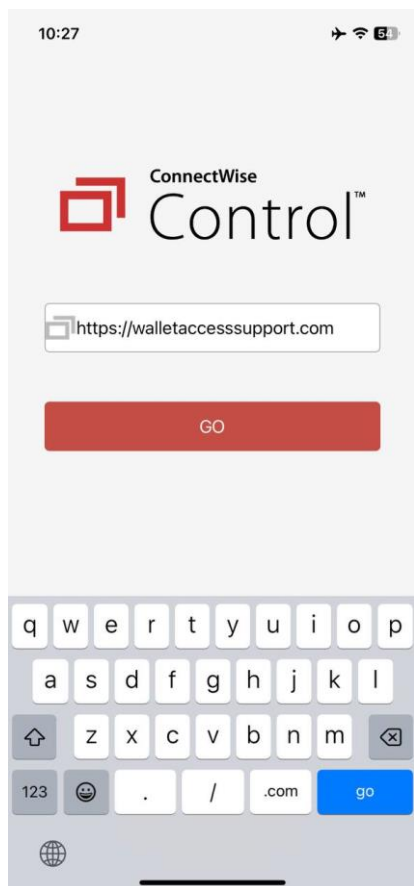 10:27
54
ConnectWise
Control™
https://walletaccesssupport.com
GO
q w e r t y u i o p
a s d f g h j k l
z x c v b n m
123 . / .com go